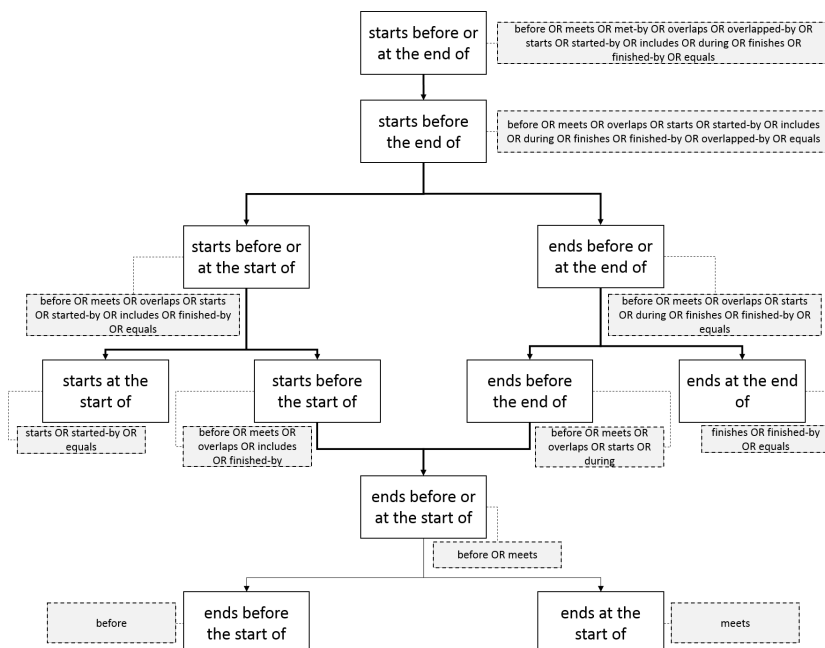 starts before or
at the end of
before OR meets OR met-by OR overlaps OR overlapped-by OR
starts OR started-by OR includes OR during OR finishes OR
finished-by OR equals
starts before
the end of
before OR meets OR overlaps OR starts OR started-by OR includes
OR during OR finishes OR finished-by OR overlapped-by OR equals
starts before or
at the start of
ends before or
at the end of
before OR meets OR overlaps OR starts
OR started-by OR includes OR finished-by
OR equals
before OR meets OR overlaps OR starts
OR during OR finishes OR finished-by OR
equals
starts at the
start of
starts before
the start of
ends before
the end of
ends at the end
of
starts OR started-by OR
equals
before OR meets OR
overlaps OR includes
OR finished-by
before OR meets OR
overlaps OR starts OR
during
finishes OR finished-by
OR equals
ends before or
at the start of
before OR meets
before
ends before
the start of
ends at the
start of
meets